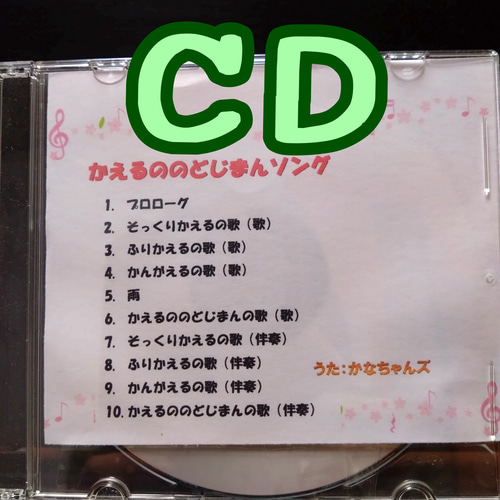 CD
かえるののどじまんソング
1. プロローグ
2. そっくりかえるの歌（歌）
3. ふりかえるの歌（歌）
4. かんがえるの歌（歌）
5. 雨
6. かえるののどじまんの歌（歌）
7. そっくりかえるの歌（伴奏）
8. ふりかえるの歌（伴奏）
9. かんがえるの歌（伴奏）
10. かえるののどじまんの歌（伴奏）
うた：かなちゃんズ